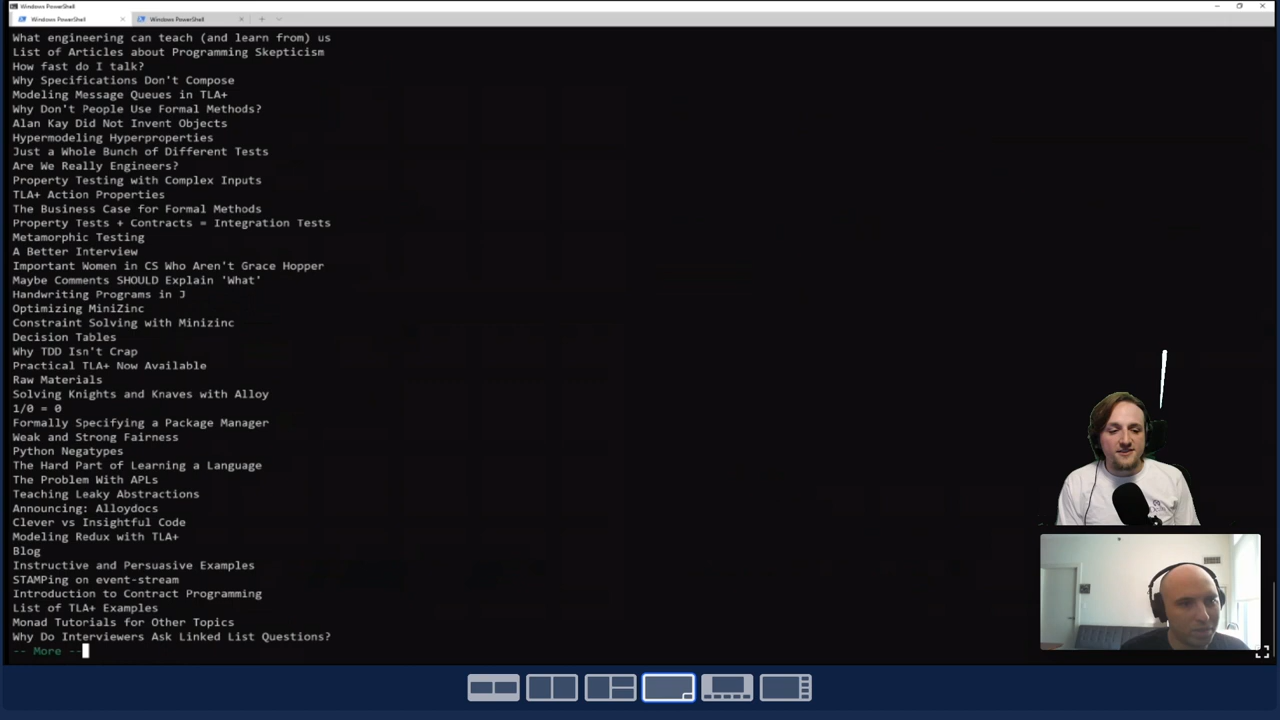 Windows PowerShell
Windows PowerShell
Windows PowerShell
What engineering can teach (and learn from) us
List of Articles about Programming Skepticism
How fast do I talk?
Why Specifications Don't Compose
Modeling Message Queues in TLA+
Why Don't People Use Formal Methods?
Alan Kay Did Not Invent Objects
Hypermodeling Hyperproperties
Just a Whole Bunch of Different Tests
Are We Really Engineers?
Property Testing with Complex Inputs
TLA+ Action Properties
The Business Case for Formal Methods
Property Tests + Contracts = Integration Tests
Metamorphic Testing
A Better Interview
Important Women in CS Who Aren't Grace Hopper
Maybe Comments SHOULD Explain 'What'
Handwriting Programs in J
Optimizing MiniZinc
Constraint Solving with Minizinc
Decision Tables
Why TDD Isn't Crap
Practical TLA+ Now Available
Raw Materials
Solving Knights and Knaves with Alloy
1/0 = 0
Formally Specifying a Package Manager
Weak and Strong Fairness
Python Negatypes
The Hard Part of Learning a Language
The Problem With APLs
Teaching Leaky Abstractions
Announcing: Alloydocs
Clever vs Insightful Code
Modeling Redux with TLA+
Blog
Instructive and Persuasive Examples
STAMPing on event-stream
Introduction to Contract Programming
List of TLA+ Examples
Monad Tutorials for Other Topics
Why Do Interviewers Ask Linked List Questions?
-- More --